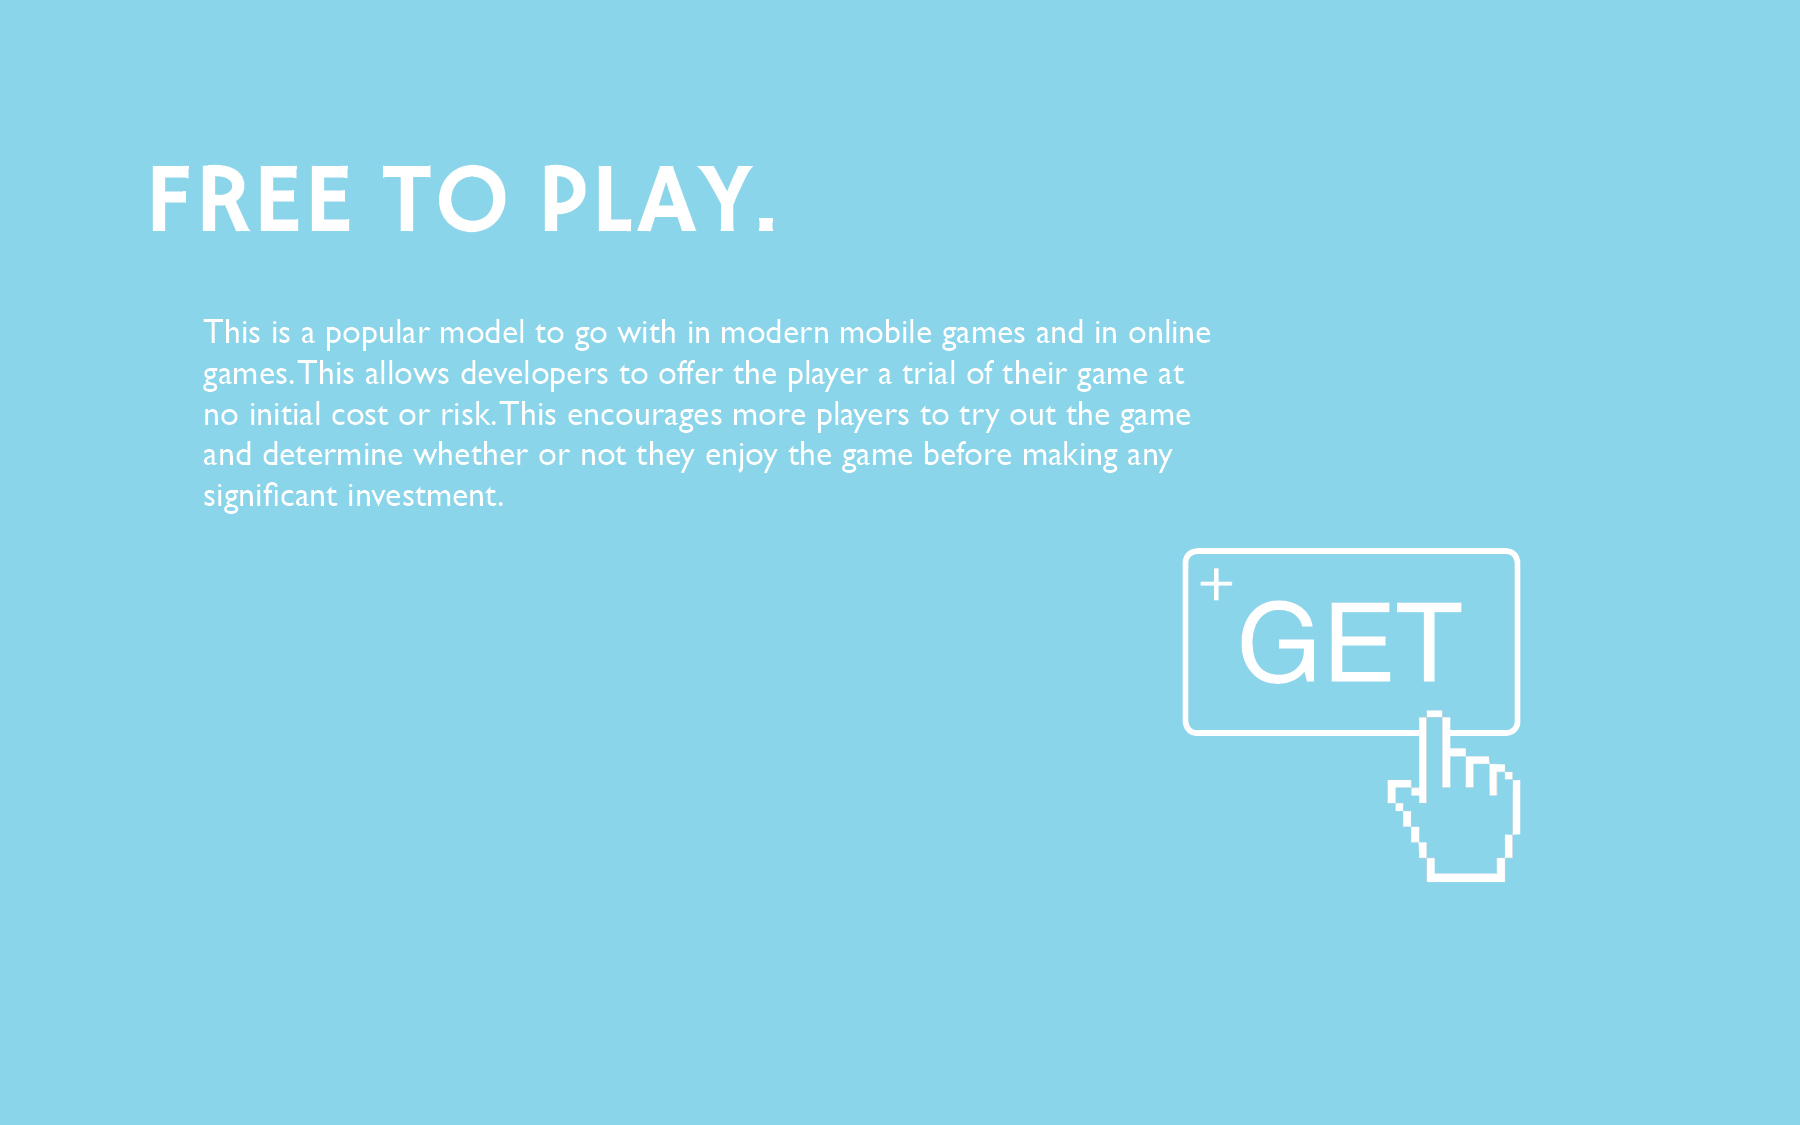 FREE TO PLAY.
This is a popular model to go with in modern mobile games and in online
games. This allows developers to offer the player a trial of their game at
no initial cost or risk. This encourages more players to try out the game
and determine whether or not they enjoy the game before making any
significant investment.
+
GET